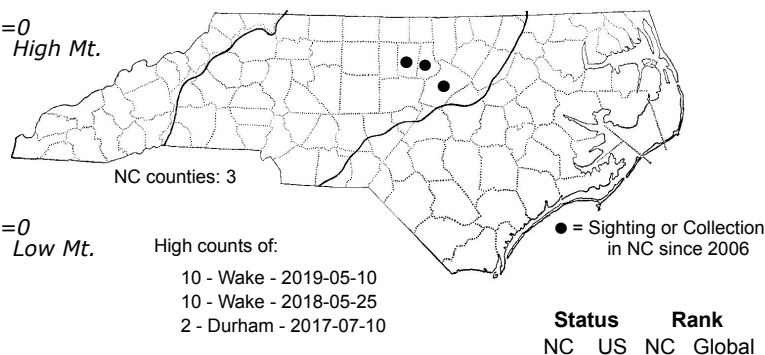 =0
High Mt.
NC counties: 3
=0
Low Mt.
High counts of:
10 - Wake - 2019-05-10
10 - Wake - 2018-05-25
2 - Durham - 2017-07-10
● = Sighting or Collection
in NC since 2006
Status Rank
NC US NC Global